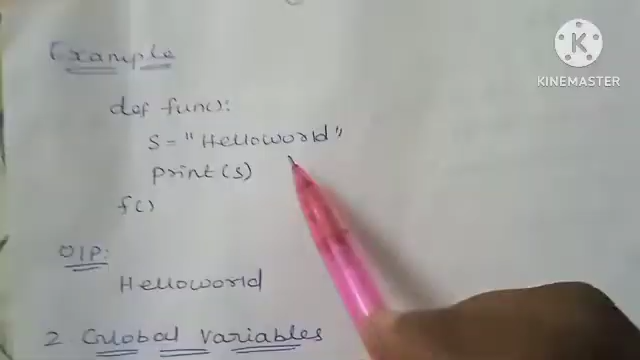 Example
def func():
s = "Helloworld"
print(s)
f()
O/P:
Helloworld
2 Global Variables
K
KINEMASTER